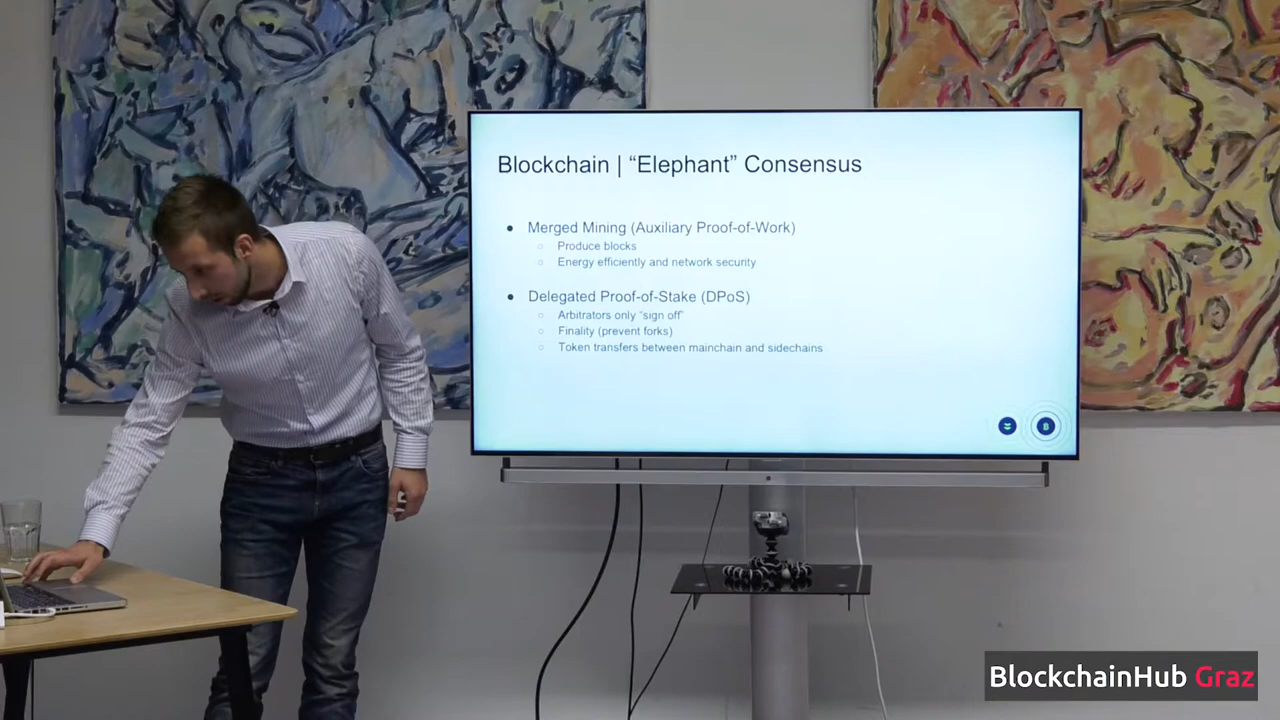 Blockchain | “Elephant” Consensus
● Merged Mining (Auxiliary Proof-of-Work)
○ Produce blocks
○ Energy efficiently and network security
● Delegated Proof-of-Stake (DPoS)
○ Arbitrators only “sign off”
○ Finality (prevent forks)
○ Token transfers between mainchain and sidechains
BlockchainHub Graz